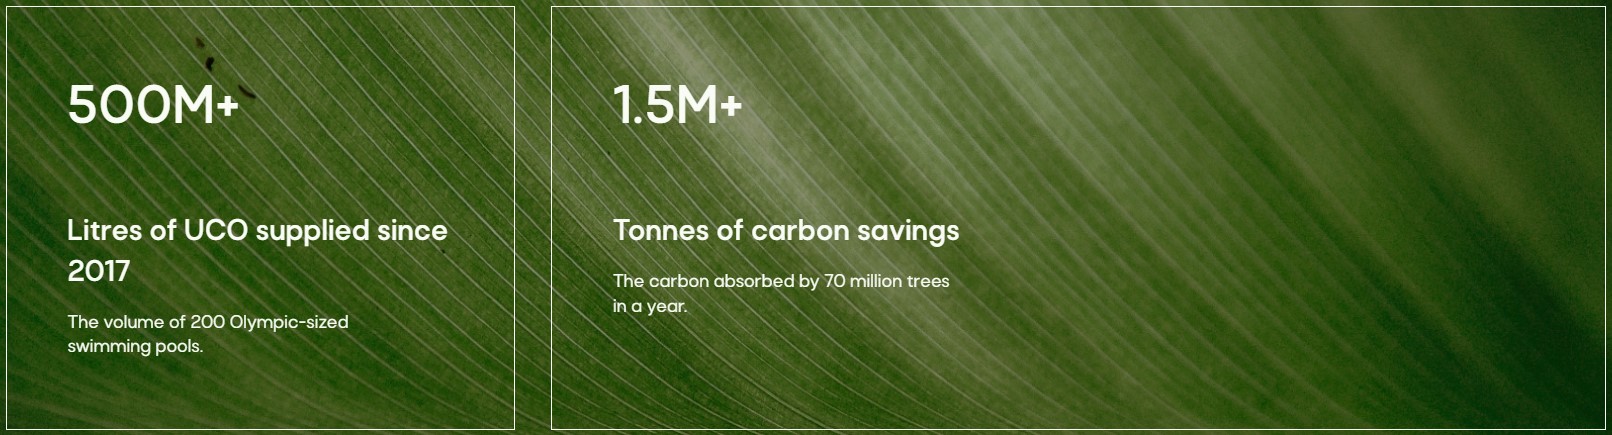 500M+
Litres of UCO supplied since
2017
The volume of 200 Olympic-sized
swimming pools.
1.5M+
Tonnes of carbon savings
The carbon absorbed by 70 million trees
in a year.